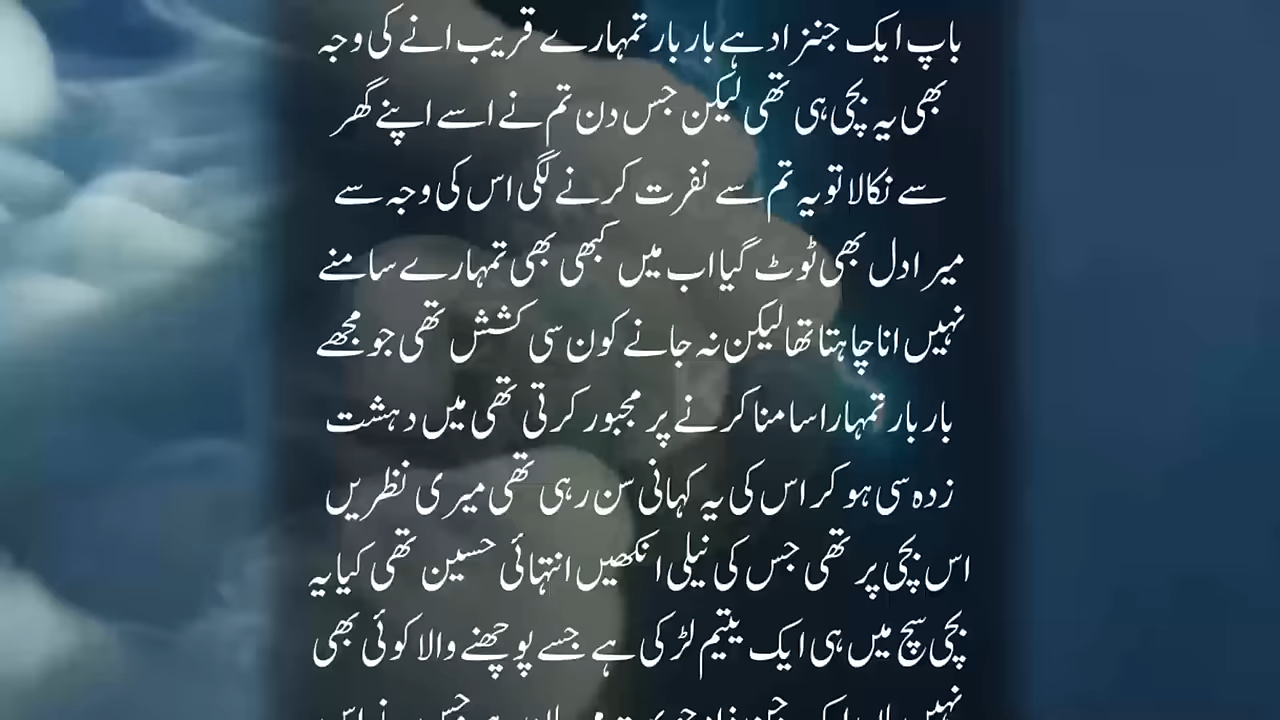 باپ ایک جنزاد ہے بار بار تمہارے قریب انے کی وجہ
بھی یہ بچی ہی تھی لیکن جس دن تم نے اسے اپنے گھر
سے نکالا تو یہ تم سے نفرت کرنے لگی اس کی وجہ سے
میرا دل بھی ٹوٹ گیا اب میں کبھی بھی تمہارے سامنے
نہیں انا چاہتا تھا لیکن نہ جانے کون سی کشش تھی جو مجھے
بار بار تمہارا سامنا کرنے پر مجبور کرتی تھی میں دہشت
زدہ سی ہو کر اس کی یہ کہانی سن رہی تھی میری نظریں
اس بچی پر تھی جس کی نیلی انکھیں انتہائی حسین تھی کیا یہ
بچی سچ میں ہی ایک یتیم لڑکی ہے جسے پوچھنے والا کوئی بھی
نہیں